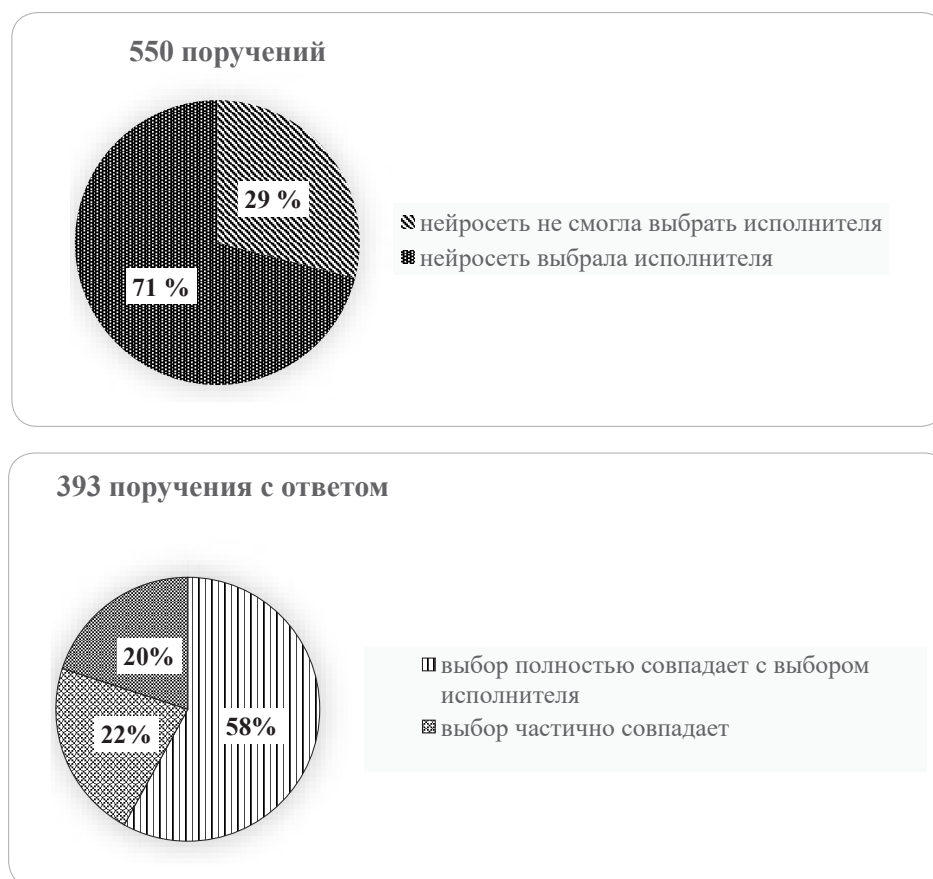 550 поручений
29 %
71 %
нейросеть не смогла выбрать исполнителя
нейросеть выбрала исполнителя
393 поручения с ответом
20%
22%
58%
выбор полностью совпадает с выбором
исполнителя
выбор частично совпадает